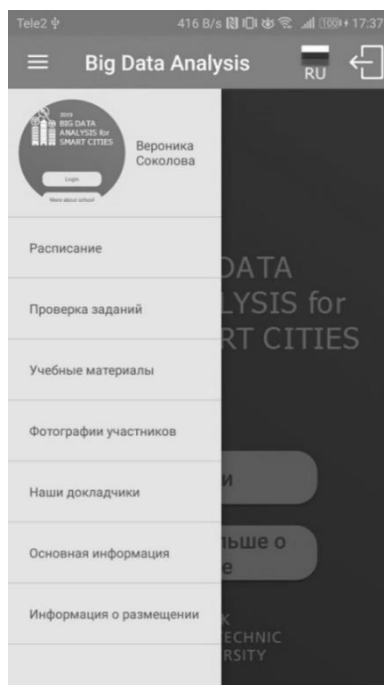 Tele2 416 B/s 100 17:37
Big Data Analysis
RU
2019
BIG DATA
ANALYSIS for
SMART CITIES
Login
More about school
Вероника
Соколова
Расписание
Проверка заданий
Учебные материалы
Фотографии участников
Наши докладчики
Основная информация
Информация о размещении
DATA
LYSIS for
RT CITIES
и
льше о
е
K
ECHNIC
RSITY